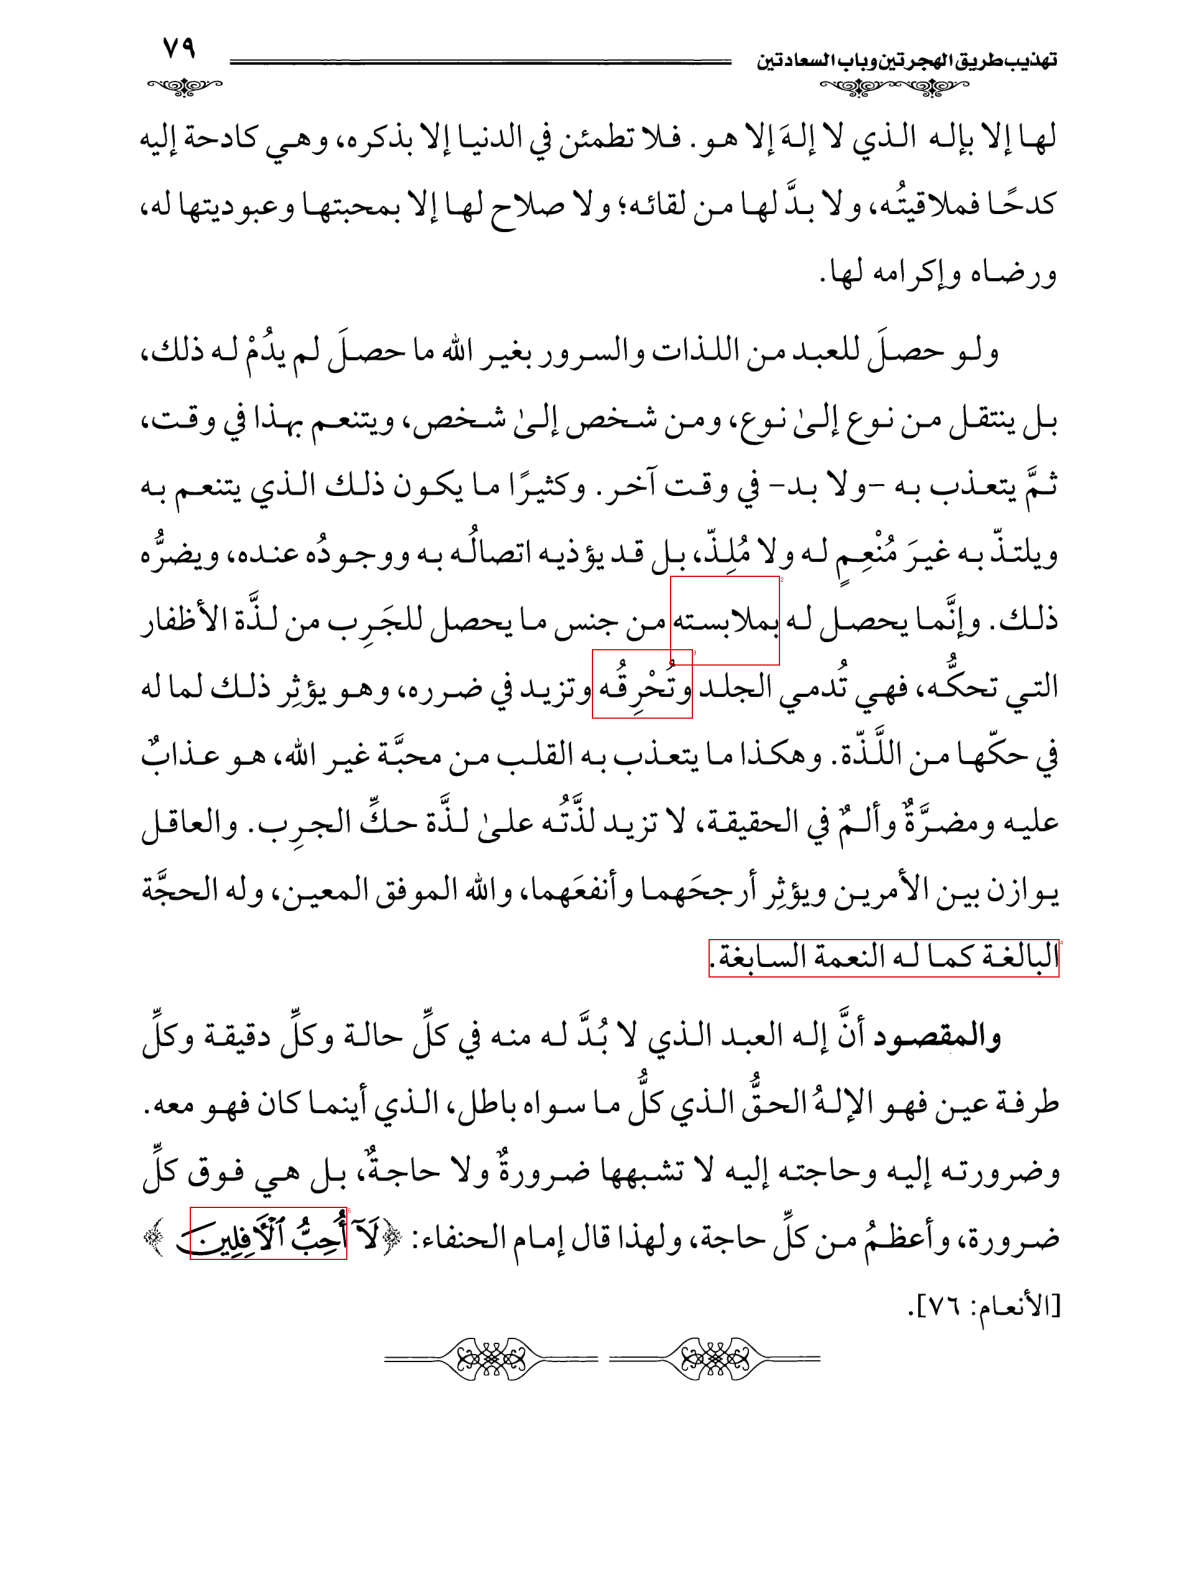 تهذيب طريق الهجرتين وباب السعادتين
٧٩
لها إلا بإله الذي لا إلهَ إلا هو. فلا تطمئن في الدنيا إلا بذكره، وهي كادحة إليه
كدحًا فملاقيتُه، ولا بدَّ لها من لقائه؛ ولا صلاح لها إلا بمحبتها وعبوديتها له،
ورضاه وإكرامه لها.
ولو حصلَ للعبد من اللذات والسرور بغير الله ما حصلَ لم يدُمْ له ذلك،
بل ينتقل من نوع إلىٰ نوع، ومن شخص إلىٰ شخص، ويتنعم بهذا في وقت،
ثمَّ يتعذب به -ولا بد- في وقت آخر. وكثيرًا ما يكون ذلك الذي يتنعم به
ويلتذّ به غيرَ مُنْعِمٍ له ولا مُلِذّ، بل قد يؤذيه اتصالُه به ووجودُه عنده، ويضرُّه
ذلك. وإنَّما يحصل له بملابسته من جنس ما يحصل للجَرِب من لذَّة الأظفار
التي تحكُّه، فهي تُدمي الجلد وتُحْرِقُه وتزيد في ضرره، وهو يؤثِر ذلك لما له
في حكّها من اللَّذّة. وهكذا ما يتعذب به القلب من محبَّة غير الله، هو عذابٌ
عليه ومضرَّةٌ وألمٌ في الحقيقة، لا تزيد لذَّتُه علىٰ لذَّة حكِّ الجرِب. والعاقل
يوازن بين الأمرين ويؤثِر أرجحَهما وأنفعَهما، والله الموفق المعين، وله الحجَّة
البالغة كما له النعمة السابغة.
والمقصود أنَّ إله العبد الذي لا بُدَّ له منه في كلِّ حالة وكلِّ دقيقة وكلِّ
طرفة عين فهو الإلهُ الحقُّ الذي كلُّ ما سواه باطل، الذي أينما كان فهو معه.
وضرورته إليه وحاجته إليه لا تشبهها ضرورةٌ ولا حاجةٌ، بل هي فوق كلِّ
ضرورة، وأعظمُ من كلِّ حاجة، ولهذا قال إمام الحنفاء: ﴿لَآ أُحِبُّ ٱلْأَفِلِينَ﴾
[الأنعام: ٧٦].